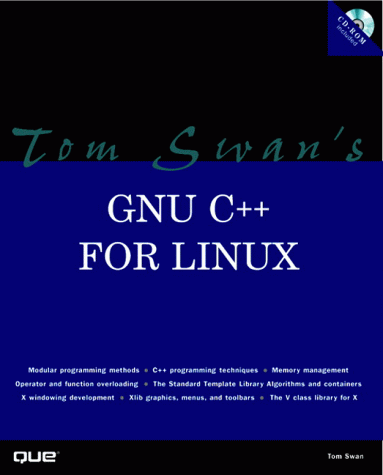 CD-ROM
included
Tom Swan's
GNU C++
FOR LINUX
Modular programming methods • C++ programming techniques • Memory management
Operator and function overloading • The Standard Template Library Algorithms and containers
X windowing development • Xlib graphics, menus, and toolbars • The V class library for X
que®
Tom Swan